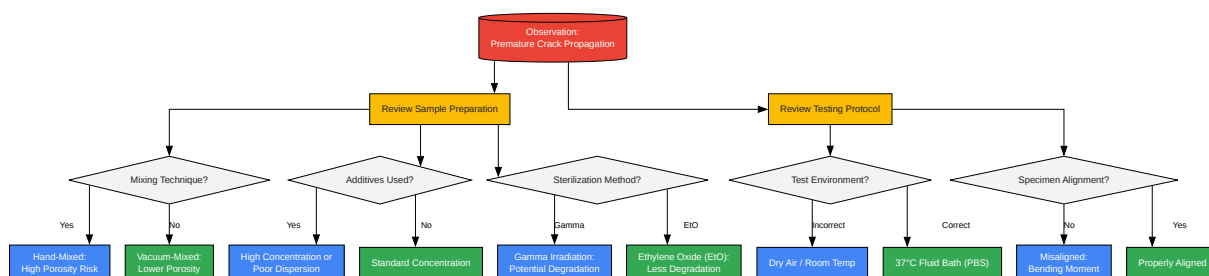 Observation:
Premature Crack Propagation
Review Sample Preparation
Review Testing Protocol
Mixing Technique?
Additives Used?
Sterilization Method?
Test Environment?
Specimen Alignment?
Yes
No
Yes
No
Gamma
EtO
Incorrect
Correct
No
Yes
Hand-Mixed:
High Porosity Risk
Vacuum-Mixed:
Lower Porosity
High Concentration or
Poor Dispersion
Standard Concentration
Gamma Irradiation:
Potential Degradation
Ethylene Oxide (EtO):
Less Degradation
Dry Air / Room Temp
37°C Fluid Bath (PBS)
Misaligned:
Bending Moment
Properly Aligned